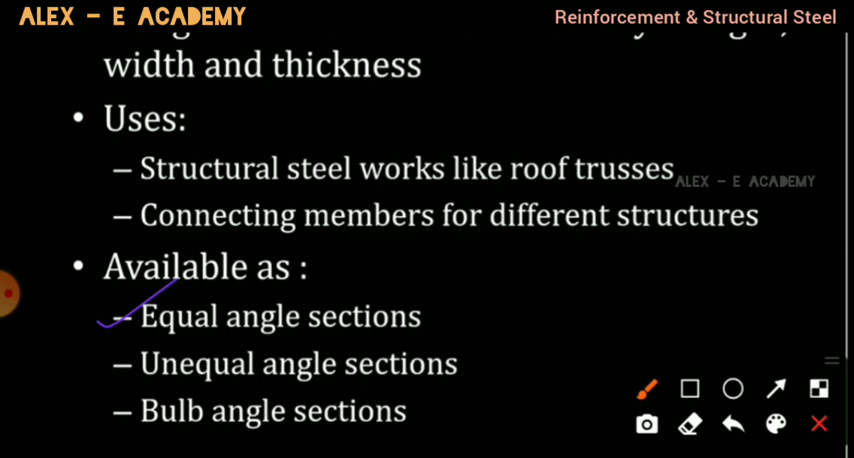 ALEX - E ACADEMY
Reinforcement & Structural Steel
width and thickness
• Uses:
– Structural steel works like roof trusses
ALEX - E ACADEMY
– Connecting members for different structures
• Available as :
– Equal angle sections
– Unequal angle sections
– Bulb angle sections